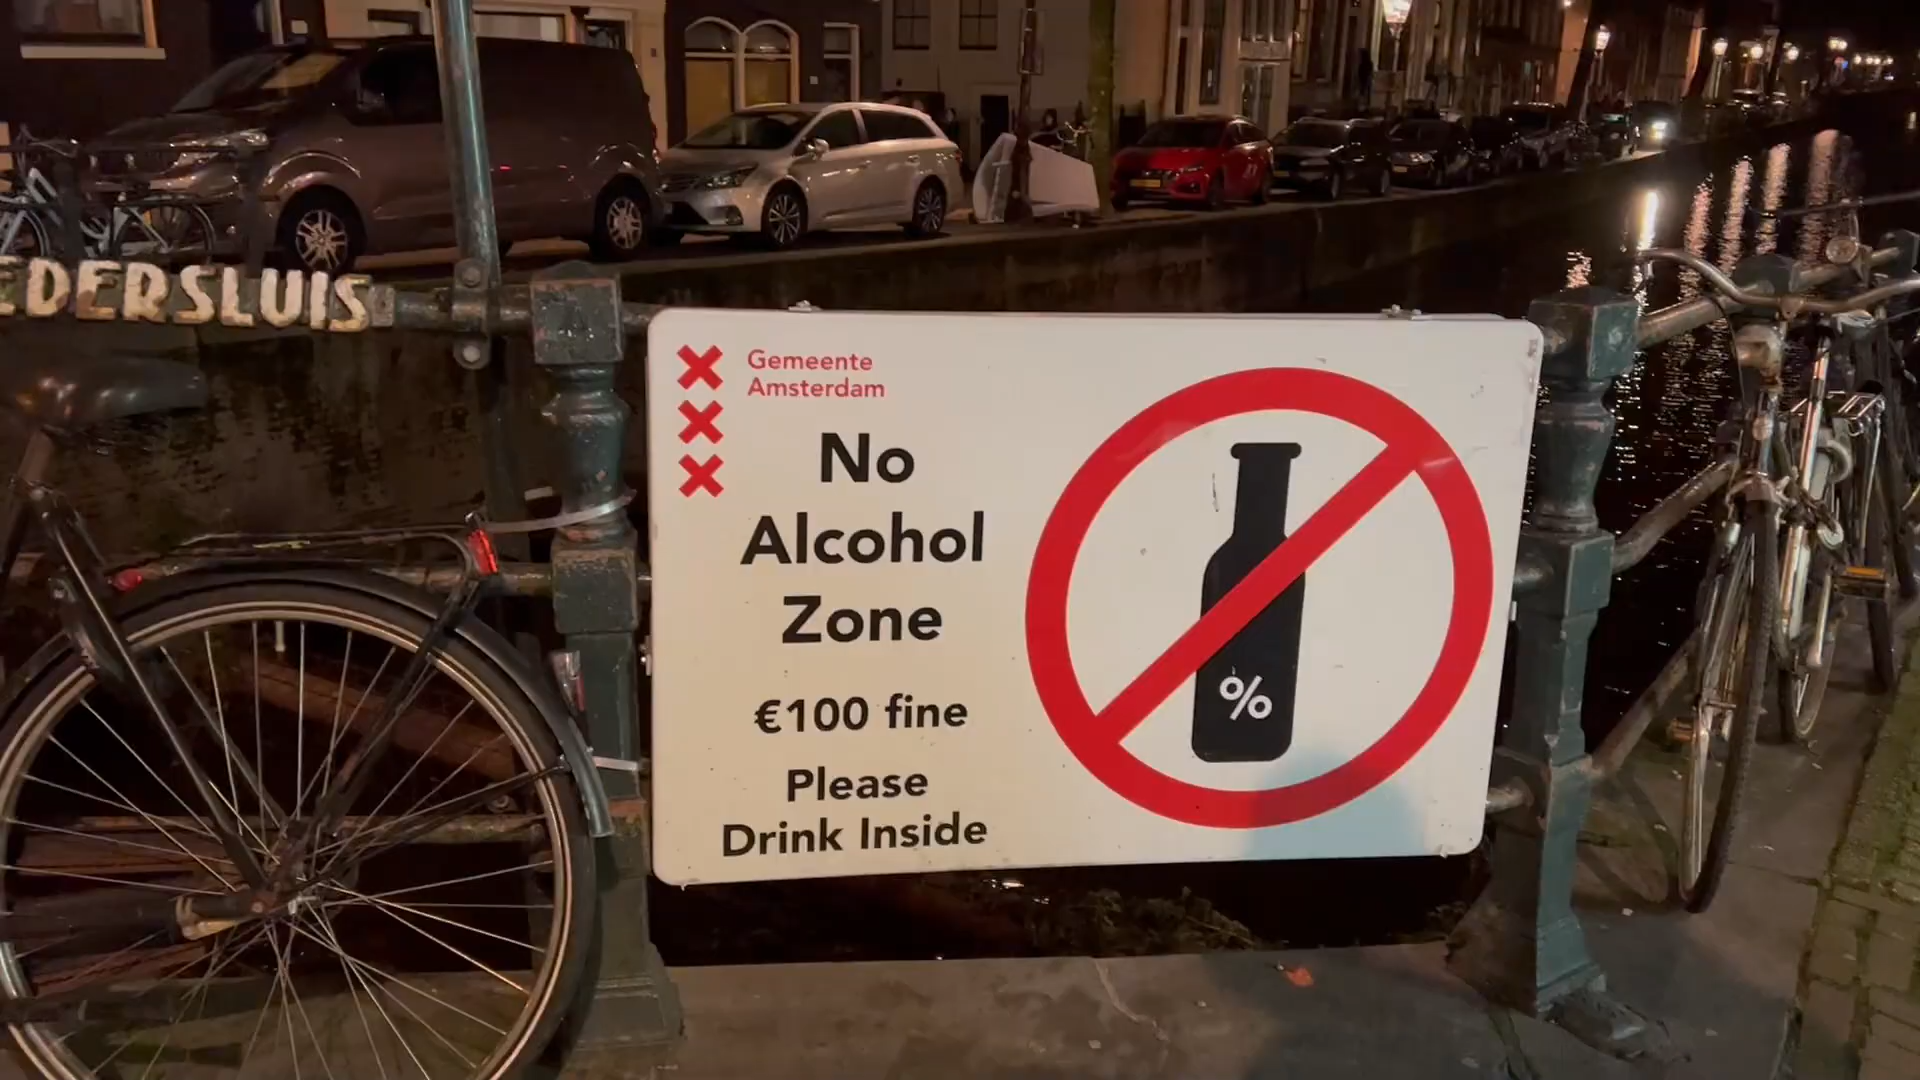 EDERSLUIS
Gemeente
Amsterdam
No
Alcohol
Zone
€100 fine
Please
Drink Inside
%